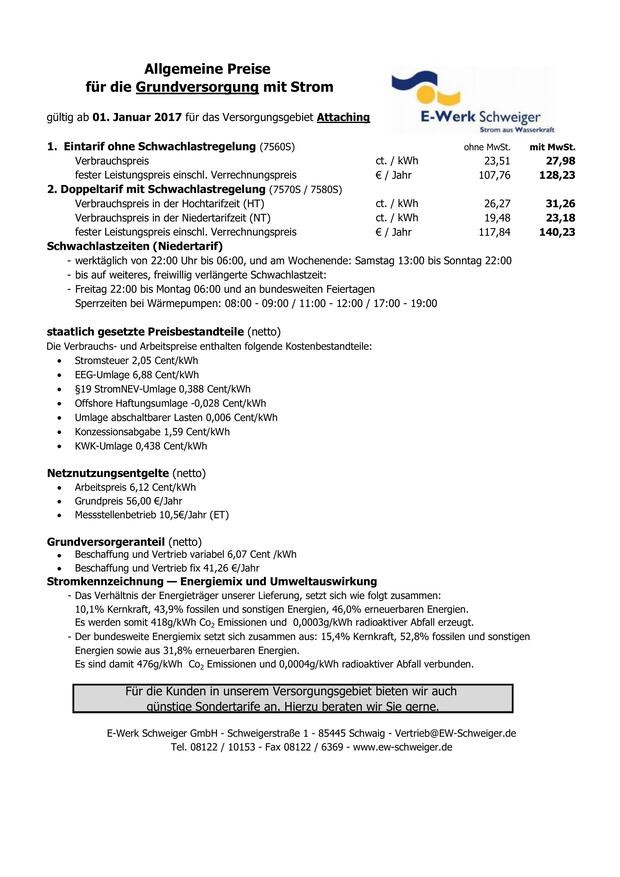 Allgemeine Preise
für die Grundversorgung mit Strom
E-Werk Schweiger
Strom aus Wasserkraft
gültig ab 01. Januar 2017 für das Versorgungsgebiet Attaching
1. Eintarif ohne Schwachlastregelung (7560S) ohne MwSt. mit MwSt.
Verbrauchspreis ct. / kWh 23,51 27,98
fester Leistungspreis einschl. Verrechnungspreis € / Jahr 107,76 128,23
2. Doppeltarif mit Schwachlastregelung (7570S / 7580S)
Verbrauchspreis in der Hochtarifzeit (HT) ct. / kWh 26,27 31,26
Verbrauchspreis in der Niedertarifzeit (NT) ct. / kWh 19,48 23,18
fester Leistungspreis einschl. Verrechnungspreis € / Jahr 117,84 140,23
Schwachlastzeiten (Niedertarif)
- werktäglich von 22:00 Uhr bis 06:00, und am Wochenende: Samstag 13:00 bis Sonntag 22:00
- bis auf weiteres, freiwillig verlängerte Schwachlastzeit:
- Freitag 22:00 bis Montag 06:00 und an bundesweiten Feiertagen
Sperrzeiten bei Wärmepumpen: 08:00 - 09:00 / 11:00 - 12:00 / 17:00 - 19:00
staatlich gesetzte Preisbestandteile (netto)
Die Verbrauchs- und Arbeitspreise enthalten folgende Kostenbestandteile:
• Stromsteuer 2,05 Cent/kWh
• EEG-Umlage 6,88 Cent/kWh
• §19 StromNEV-Umlage 0,388 Cent/kWh
• Offshore Haftungsumlage -0,028 Cent/kWh
• Umlage abschaltbarer Lasten 0,006 Cent/kWh
• Konzessionsabgabe 1,59 Cent/kWh
• KWK-Umlage 0,438 Cent/kWh
Netznutzungsentgelte (netto)
• Arbeitspreis 6,12 Cent/kWh
• Grundpreis 56,00 €/Jahr
• Messstellenbetrieb 10,5€/Jahr (ET)
Grundversorgeranteil (netto)
• Beschaffung und Vertrieb variabel 6,07 Cent /kWh
• Beschaffung und Vertrieb fix 41,26 €/Jahr
Stromkennzeichnung — Energiemix und Umweltauswirkung
- Das Verhältnis der Energieträger unserer Lieferung, setzt sich wie folgt zusammen:
10,1% Kernkraft, 43,9% fossilen und sonstigen Energien, 46,0% erneuerbaren Energien.
Es werden somit 418g/kWh Co2 Emissionen und 0,0003g/kWh radioaktiver Abfall erzeugt.
- Der bundesweite Energiemix setzt sich zusammen aus: 15,4% Kernkraft, 52,8% fossilen und sonstigen
Energien sowie aus 31,8% erneuerbaren Energien.
Es sind damit 476g/kWh Co2 Emissionen und 0,0004g/kWh radioaktiver Abfall verbunden.
Für die Kunden in unserem Versorgungsgebiet bieten wir auch
günstige Sondertarife an. Hierzu beraten wir Sie gerne.
E-Werk Schweiger GmbH - Schweigerstraße 1 - 85445 Schwaig - Vertrieb@EW-Schweiger.de
Tel. 08122 / 10153 - Fax 08122 / 6369 - www.ew-schweiger.de